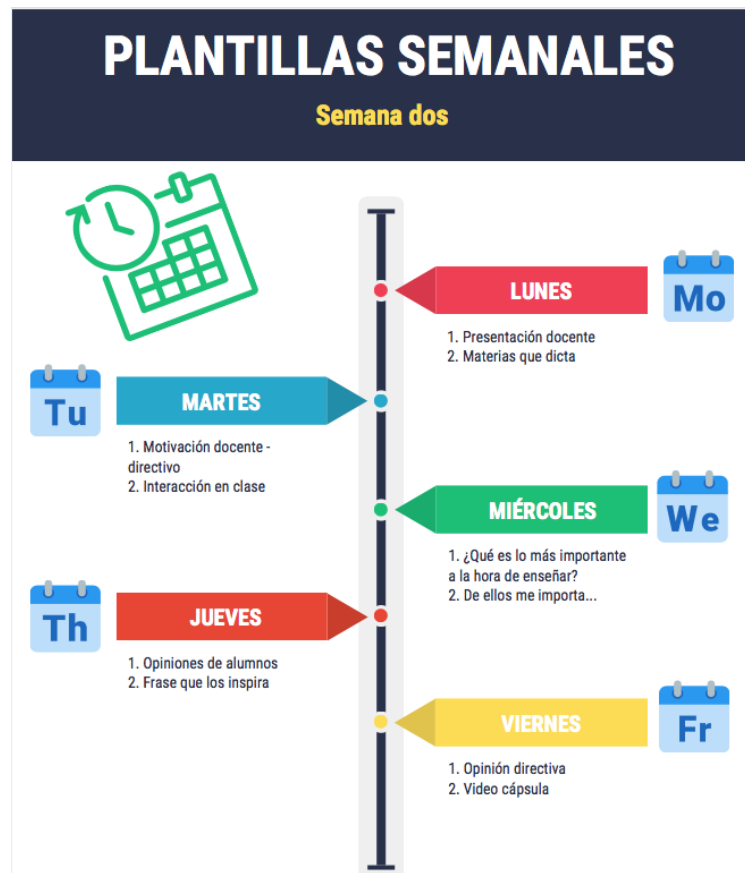 PLANTILLAS SEMANALES
Semana dos
LUNES
Mo
1. Presentación docente
2. Materias que dicta
Tu
MARTES
1. Motivación docente -
directivo
2. Interacción en clase
MIÉRCOLES
We
1. ¿Qué es lo más importante
a la hora de enseñar?
2. De ellos me importa...
Th
JUEVES
1. Opiniones de alumnos
2. Frase que los inspira
VIERNES
Fr
1. Opinión directiva
2. Video cápsula